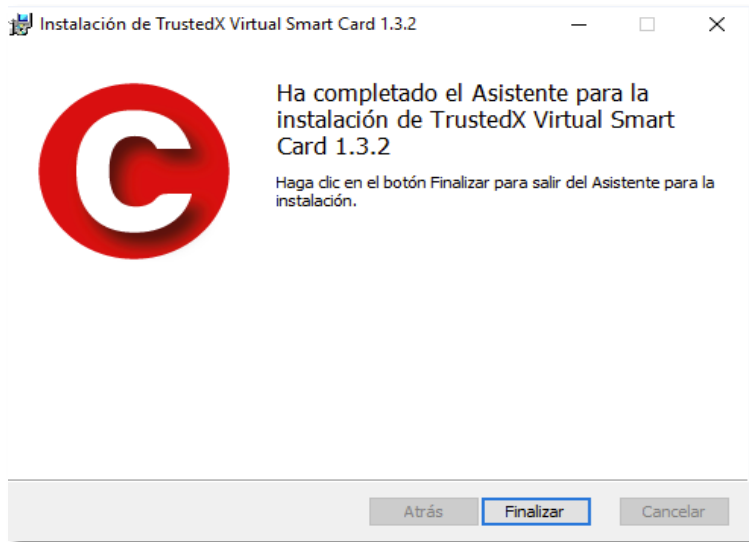 Instalación de TrustedX Virtual Smart Card 1.3.2
C
Ha completado el Asistente para la
instalación de TrustedX Virtual Smart
Card 1.3.2
Haga clic en el botón Finalizar para salir del Asistente para la
instalación.
Atrás
Finalizar
Cancelar